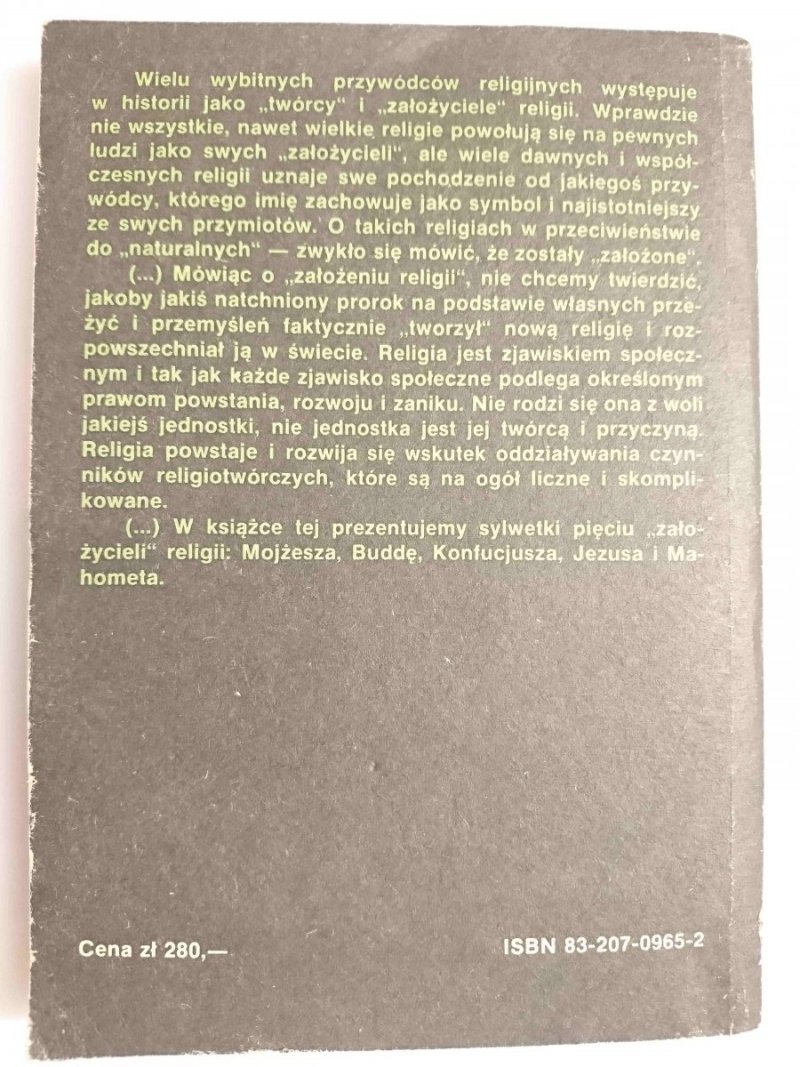 Wielu wybitnych przywódców religijnych występuje
w historii jako „twórcy“ i „założyciele“ religii. Wprawdzie
nie wszystkie, nawet wielkie religie powołują się na pewnych
ludzi jako swych „założycieli“, ale wiele dawnych i współ-
czesnych religii uznaje swe pochodzenie od jakiegoś przy-
wódcy, którego imię zachowuje jako symbol i najistotniejszy
ze swych przymiotów. O takich religiach w przeciwieństwie
do „naturalnych“ — zwykło się mówić, że zostały „założone“.
(...) Mówiąc o „założeniu religii“, nie chcemy twierdzić,
jakoby jakiś natchniony prorok na podstawie własnych prze-
żyć i przemyśleń faktycznie „tworzył“ nową religię i roz-
powszechniał ją w świecie. Religia jest zjawiskiem społecz-
nym i tak jak każde zjawisko społeczne podlega określonym
prawom powstania, rozwoju i zaniku. Nie rodzi się ona z woli
jakiejś jednostki, nie jednostka jest jej twórcą i przyczyną.
Religia powstaje i rozwija się wskutek oddziaływania czyn-
ników religiotwórczych, które są na ogół liczne i skompli-
kowane.
(...) W książce tej prezentujemy sylwetki pięciu „zało-
życieli“ religii: Mojżesza, Buddę, Konfucjusza, Jezusa i Ma-
hometa.
Cena zł 280,—
ISBN 83-207-0965-2